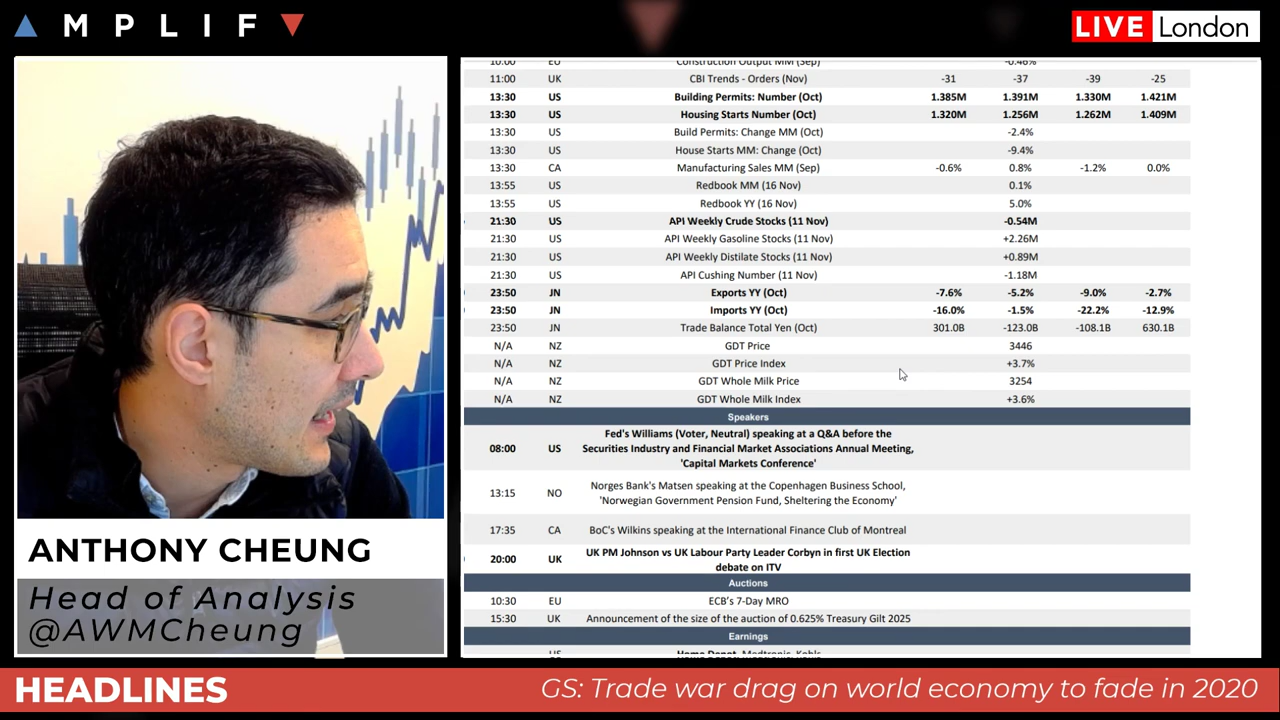 AMPLIFY
LIVE London
10:00 EU Construction Output MM (Sep) -0.46%
11:00 UK CBI Trends - Orders (Nov) -31 -37 -39 -25
13:30 US Building Permits: Number (Oct) 1.385M 1.391M 1.330M 1.421M
13:30 US Housing Starts Number (Oct) 1.320M 1.256M 1.262M 1.409M
13:30 US Build Permits: Change MM (Oct) -2.4%
13:30 US House Starts MM: Change (Oct) -9.4%
13:30 CA Manufacturing Sales MM (Sep) -0.6% 0.8% -1.2% 0.0%
13:55 US Redbook MM (16 Nov) 0.1%
13:55 US Redbook YY (16 Nov) 5.0%
21:30 US API Weekly Crude Stocks (11 Nov) -0.54M
21:30 US API Weekly Gasoline Stocks (11 Nov) +2.26M
21:30 US API Weekly Distilate Stocks (11 Nov) +0.89M
21:30 US API Cushing Number (11 Nov) -1.18M
23:50 JN Exports YY (Oct) -7.6% -5.2% -9.0% -2.7%
23:50 JN Imports YY (Oct) -16.0% -1.5% -22.2% -12.9%
23:50 JN Trade Balance Total Yen (Oct) 301.0B -123.0B -108.1B 630.1B
N/A NZ GDT Price 3446
N/A NZ GDT Price Index +3.7%
N/A NZ GDT Whole Milk Price 3254
N/A NZ GDT Whole Milk Index +3.6%
Speakers
08:00 US Fed's Williams (Voter, Neutral) speaking at a Q&A before the
Securities Industry and Financial Market Associations Annual Meeting,
'Capital Markets Conference'
13:15 NO Norges Bank's Matsen speaking at the Copenhagen Business School,
'Norwegian Government Pension Fund, Sheltering the Economy'
17:35 CA BoC's Wilkins speaking at the International Finance Club of Montreal
20:00 UK UK PM Johnson vs UK Labour Party Leader Corbyn in first UK Election
debate on ITV
Auctions
10:30 EU ECB's 7-Day MRO
15:30 UK Announcement of the size of the auction of 0.625% Treasury Gilt 2025
Earnings
US Home Depot, Medtronic, Kohls
ANTHONY CHEUNG
Head of Analysis
@AWMCheung
HEADLINES
GS: Trade war drag on world economy to fade in 2020